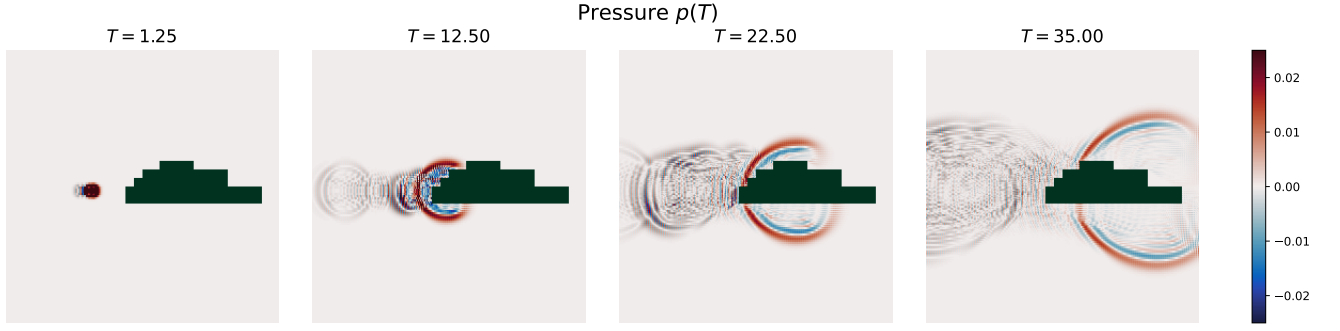 Pressure p(T)
T = 1.25
T = 12.50
T = 22.50
T = 35.00
0.02
0.01
0.00
−0.01
−0.02